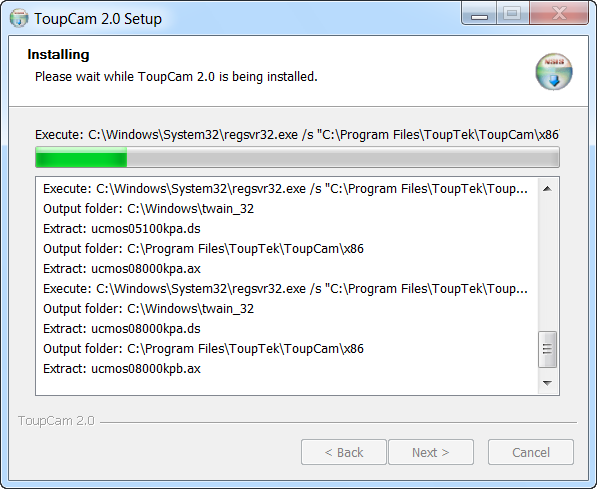 ToupCam 2.0 Setup
Installing
Please wait while ToupCam 2.0 is being installed.
Execute: C:\Windows\System32\regsvr32.exe /s "C:\Program Files\ToupTek\ToupCam\x86
Execute: C:\Windows\System32\regsvr32.exe /s "C:\Program Files\ToupTek\Toup...
Output folder: C:\Windows\twain_32
Extract: ucmos05100kpa.ds
Output folder: C:\Program Files\ToupTek\ToupCam\x86
Extract: ucmos08000kpa.ax
Execute: C:\Windows\System32\regsvr32.exe /s "C:\Program Files\ToupTek\Toup...
Output folder: C:\Windows\twain_32
Extract: ucmos08000kpa.ds
Output folder: C:\Program Files\ToupTek\ToupCam\x86
Extract: ucmos08000kpb.ax
ToupCam 2.0
< Back
Next >
Cancel